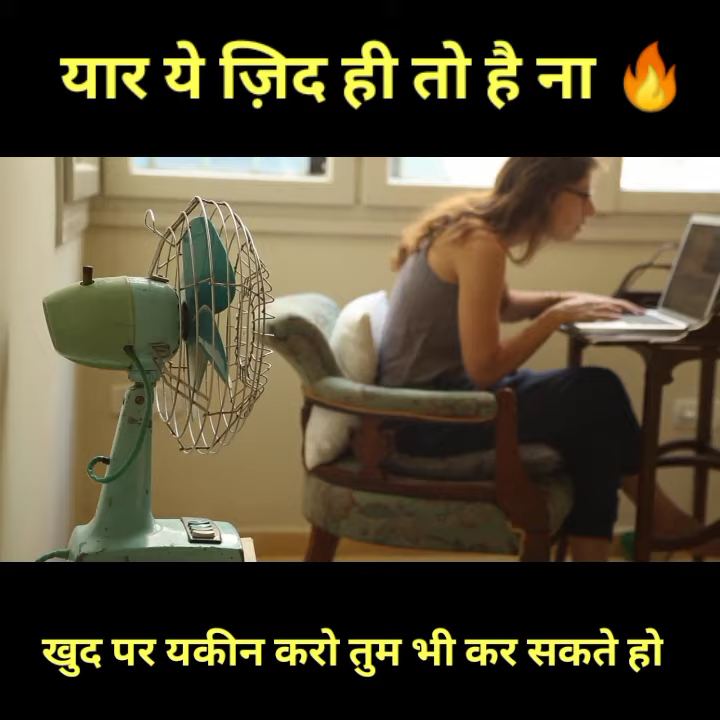 यार ये ज़िद ही तो है ना 🔥
खुद पर यकीन करो तुम भी कर सकते हो